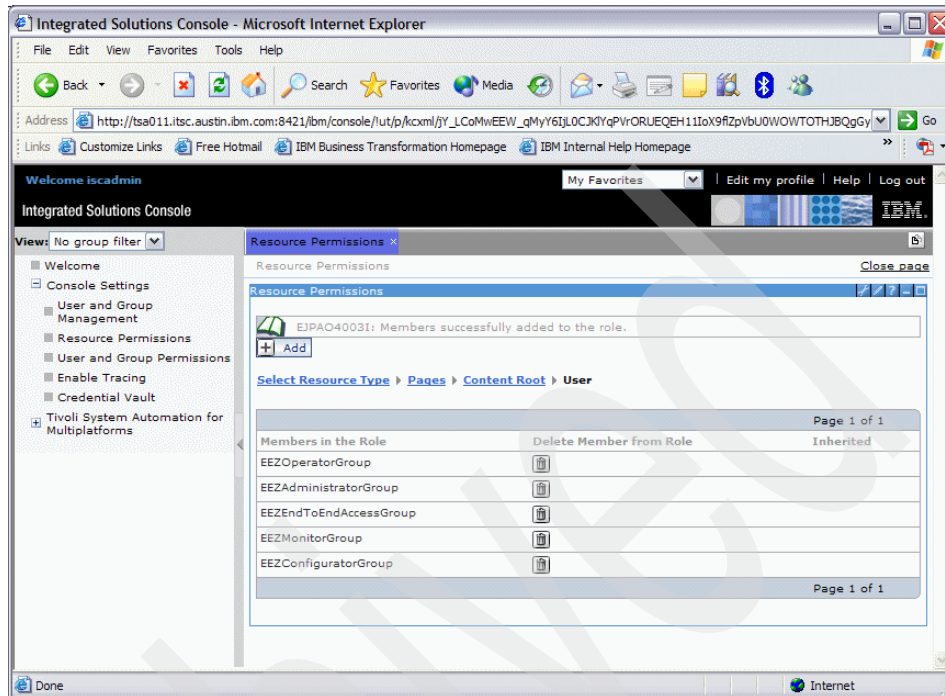 Integrated Solutions Console - Microsoft Internet Explorer
File Edit View Favorites Tools Help
Back Search Favorites Media
Address http://tsa011.itsc.austin.ibm.com:8421/ibm/console/!ut/p/kcxml/jY_LCoMwEEW_qMyY6IjL0CJKlYqPVrORUEQEH11IoX9flZpVbU0WOWTOTHJBQgGy Go
Links Customize Links Free Hotmail IBM Business Transformation Homepage IBM Internal Help Homepage »
Welcome iscadmin My Favorites Edit my profile Help Log out
Integrated Solutions Console IBM.
View: No group filter Resource Permissions ×
Welcome
Console Settings
User and Group Management
Resource Permissions
User and Group Permissions
Enable Tracing
Credential Vault
Tivoli System Automation for Multiplatforms
Resource Permissions Close page
Resource Permissions
EJPAO4003I: Members successfully added to the role.
Add
Select Resource Type Pages Content Root User
Page 1 of 1
Members in the Role Delete Member from Role Inherited
EEZOperatorGroup
EEZAdministratorGroup
EEZEndToEndAccessGroup
EEZMonitorGroup
EEZConfiguratorGroup
Page 1 of 1
Done Internet